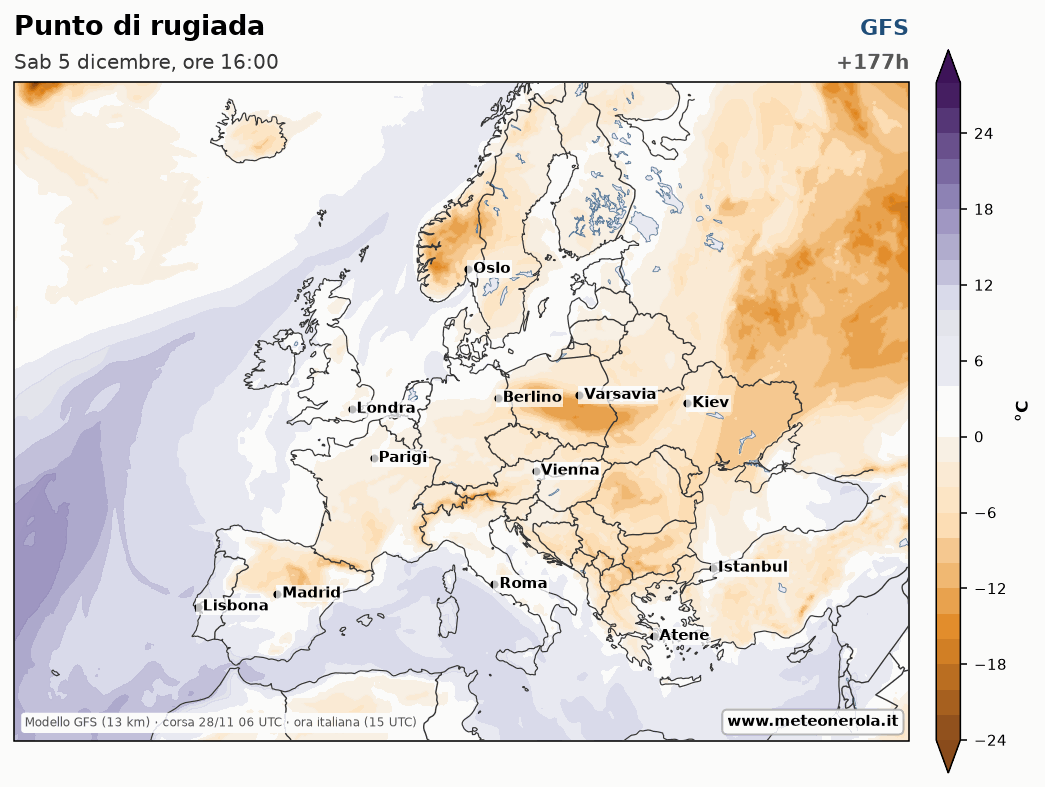 Punto di rugiada
GFS
Sab 5 dicembre, ore 16:00
+177h
Oslo
Berlino
Varsavia
Kiev
Londra
Parigi
Vienna
Istanbul
Roma
Madrid
Lisbona
Atene
24
18
12
6
0
−6
−12
−18
−24
°C
Modello GFS (13 km) · corsa 28/11 06 UTC · ora italiana (15 UTC)
www.meteonerola.it